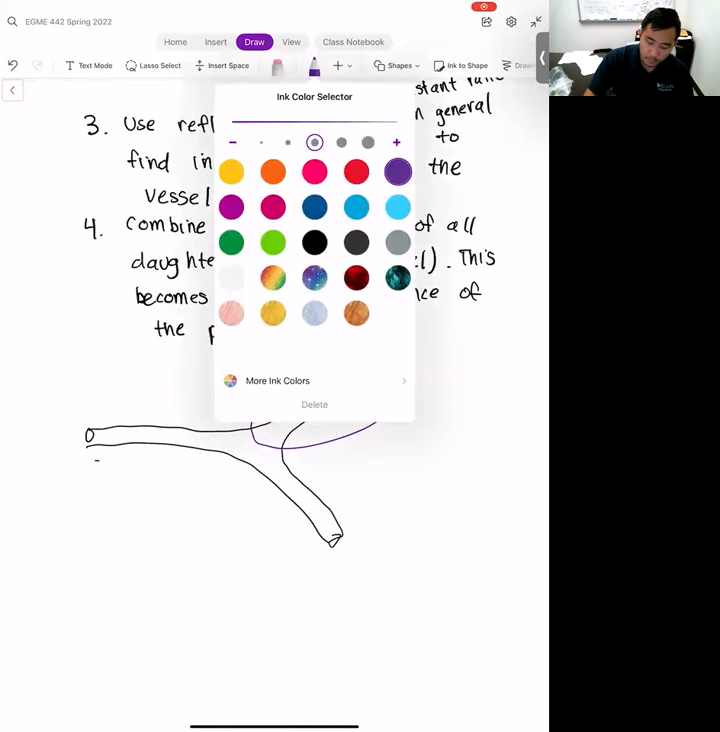 EGME 442 Spring 2022
Home Insert Draw View Class Notebook
Text Mode Lasso Select Insert Space Shapes Ink to Shape
Ink Color Selector
stant
3. Use refl n general
to
find in the
vessel
4. Combine of all
daughte l). This
becomes nce of
the p
More Ink Colors
Delete